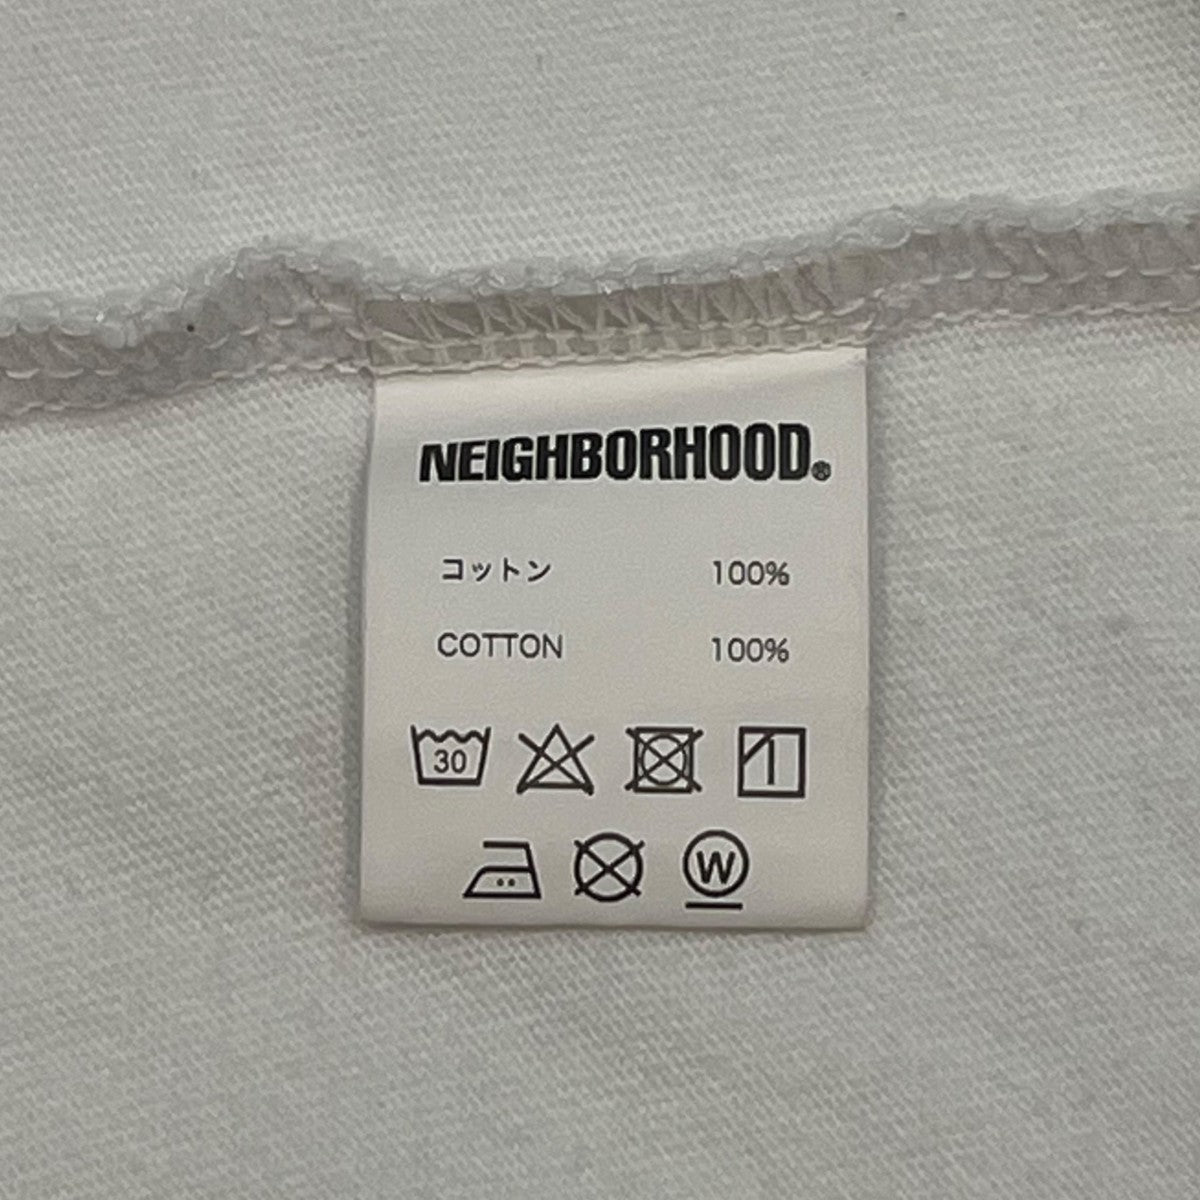 NEIGHBORHOOD®
コットン 100%
COTTON 100%
30
W